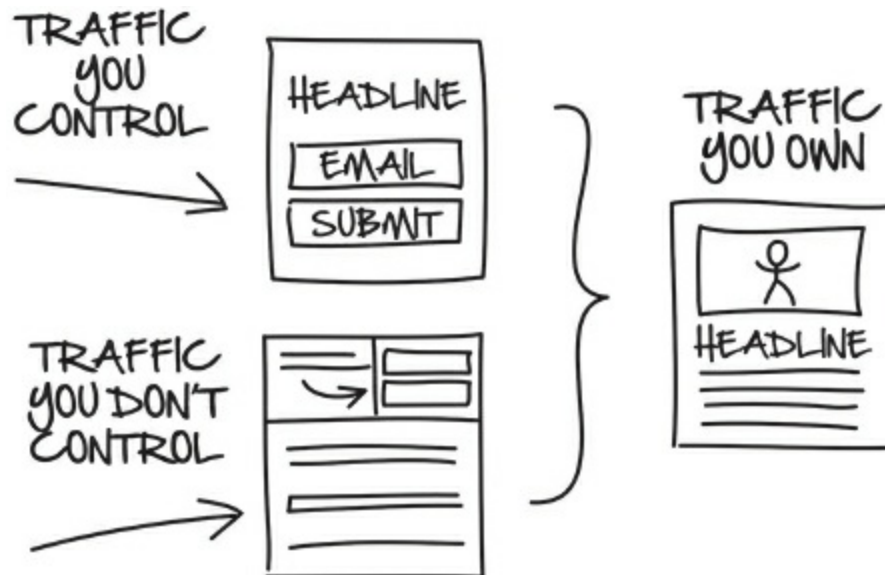 TRAFFIC
YOU
CONTROL
HEADLINE
EMAIL
SUBMIT
TRAFFIC
YOU DON'T
CONTROL
TRAFFIC
YOU OWN
HEADLINE